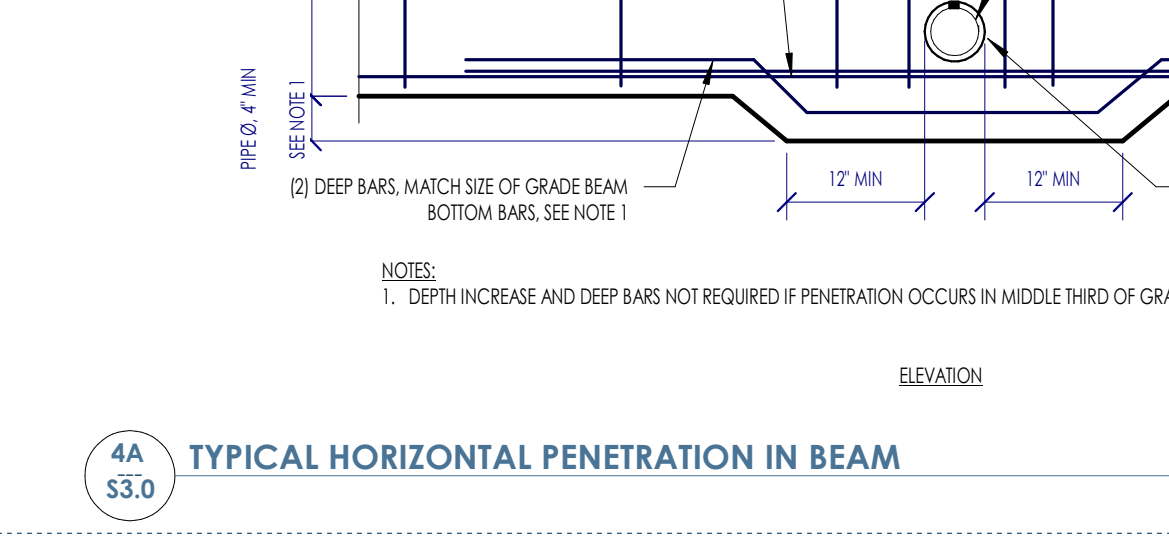 PIPE Ø, 4" MIN
SEE NOTE 1
(2) DEEP BARS, MATCH SIZE OF GRADE BEAM
BOTTOM BARS, SEE NOTE 1
12" MIN
12" MIN
NOTES:
1. DEPTH INCREASE AND DEEP BARS NOT REQUIRED IF PENETRATION OCCURS IN MIDDLE THIRD OF GRA
ELEVATION
4A
---
S3.0
TYPICAL HORIZONTAL PENETRATION IN BEAM